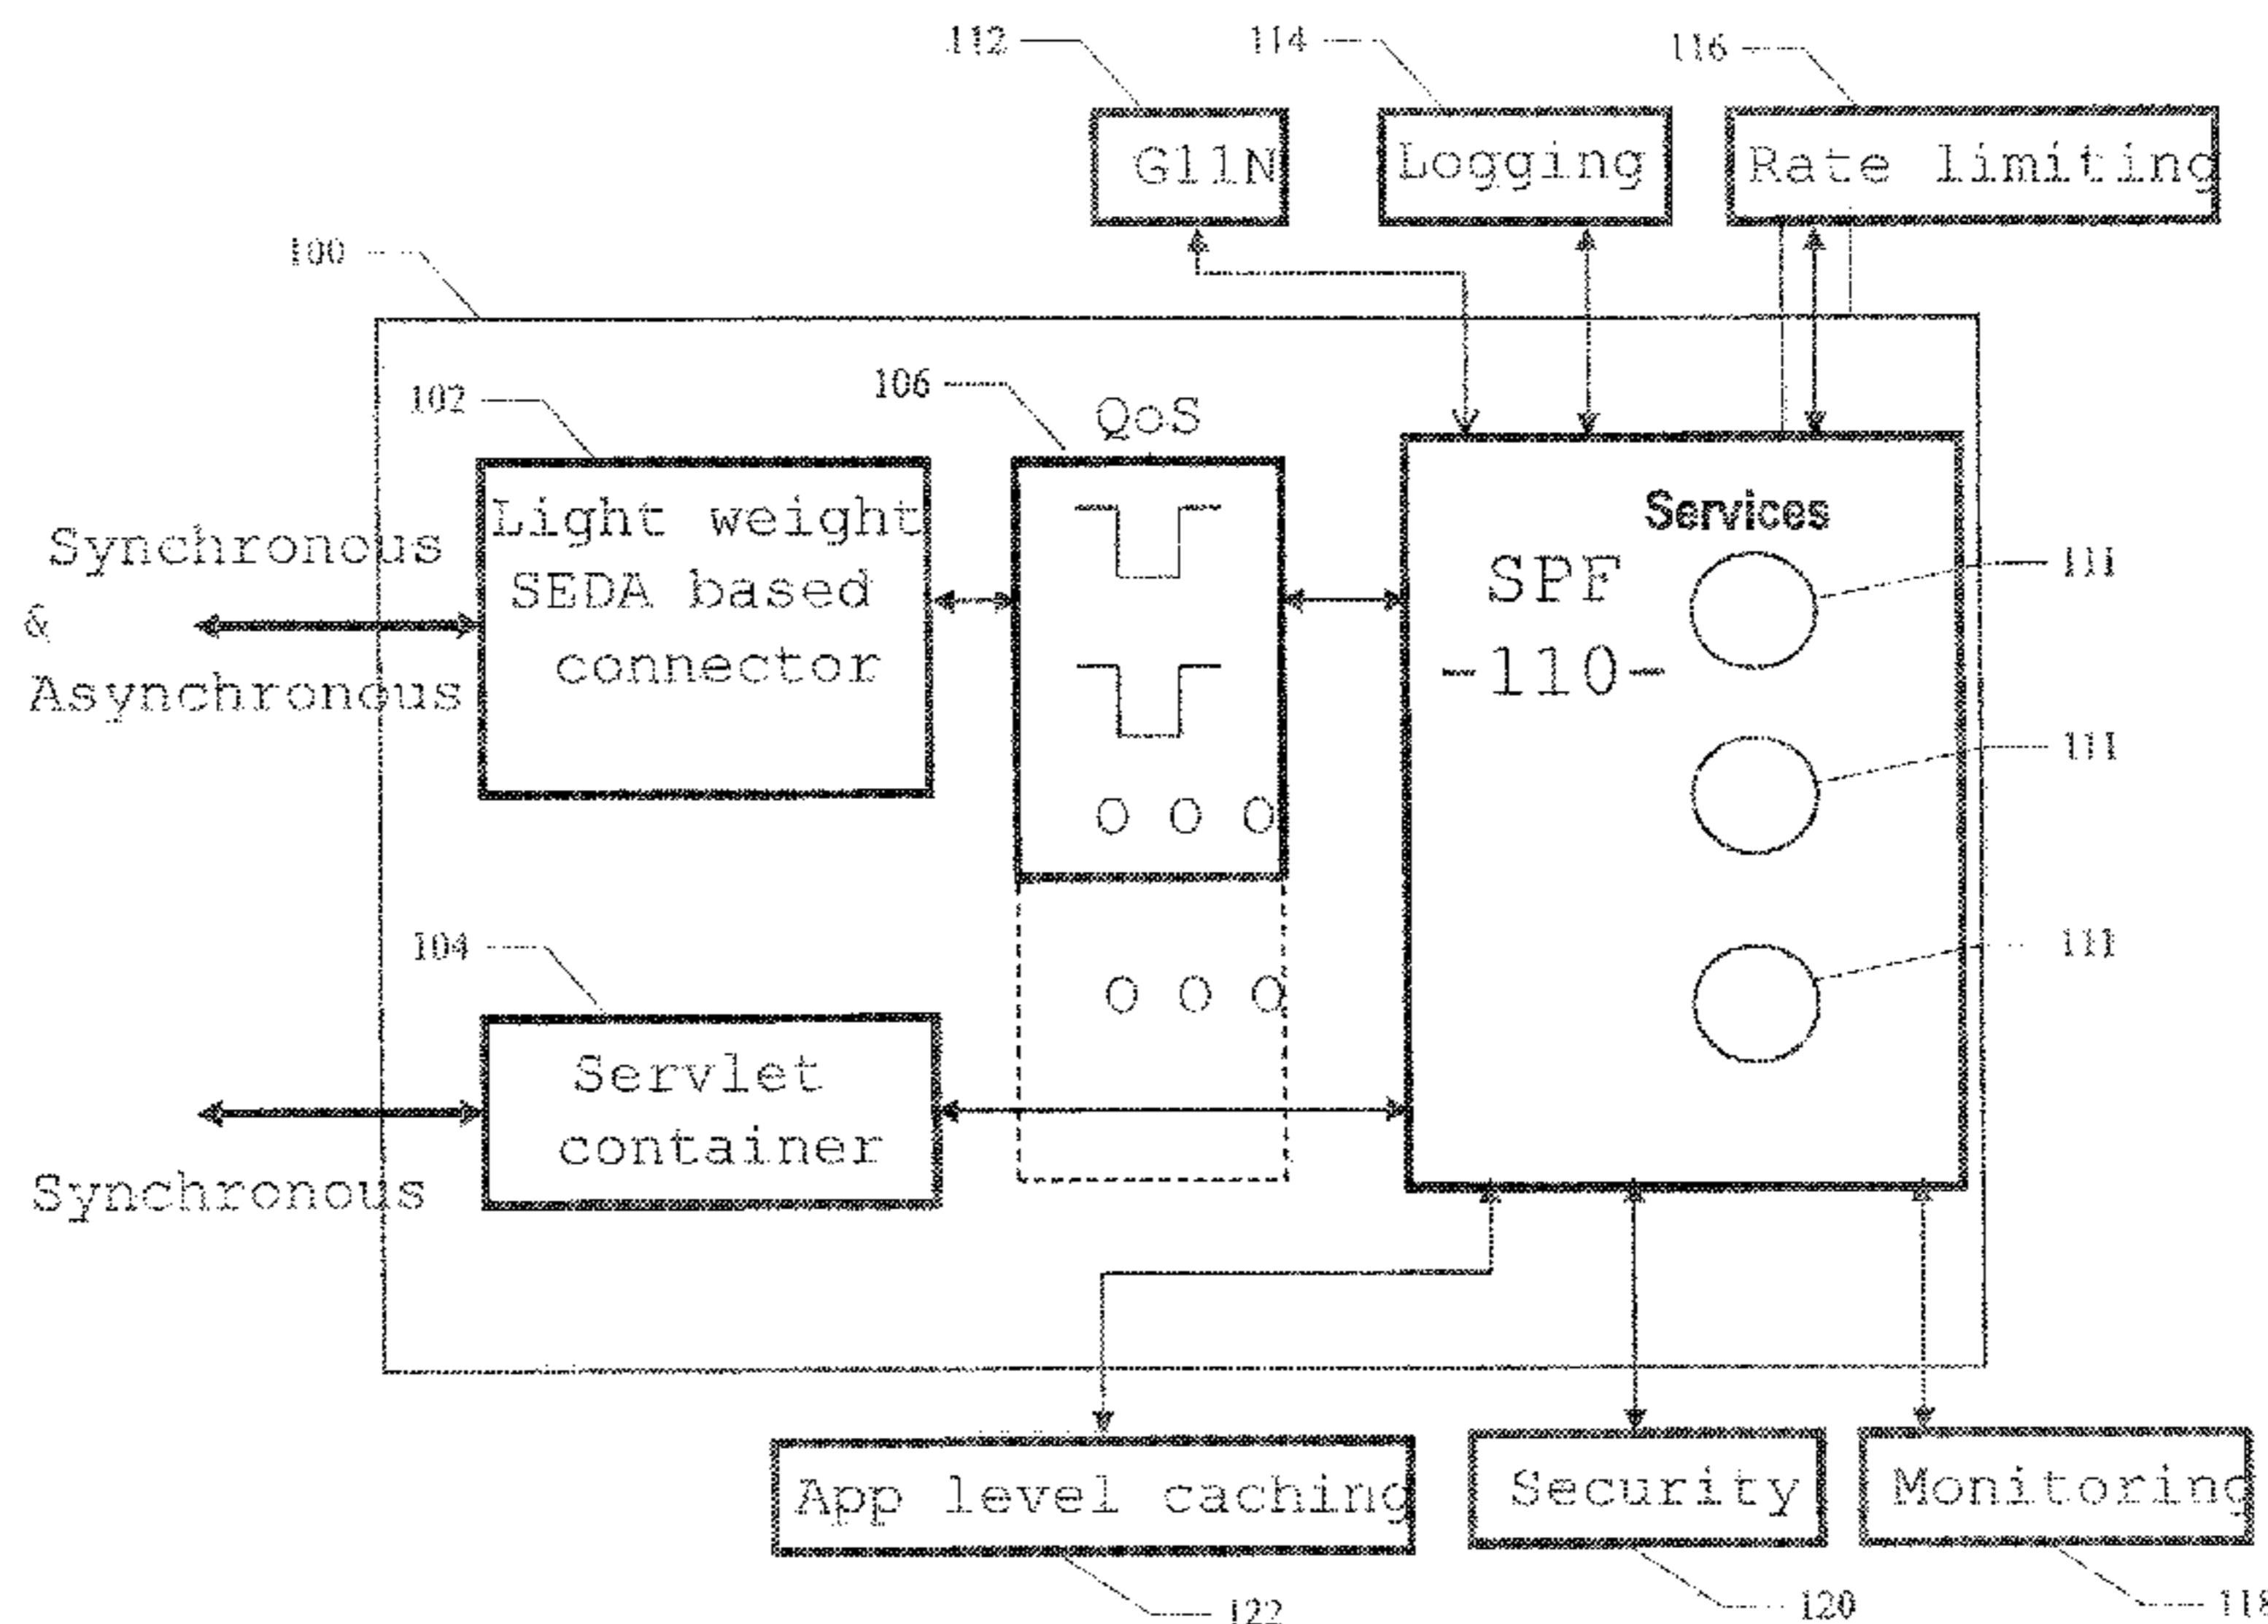 112
114
116
G11N
Logging
Rate limiting
100
102
106
QoS
Light weight
SEDA based
connector
Synchronous
&
Asynchronous
Services
SPF
-110-
111
111
111
104
Servlet
container
Synchronous
App level caching
Security
Monitoring
122
120
118